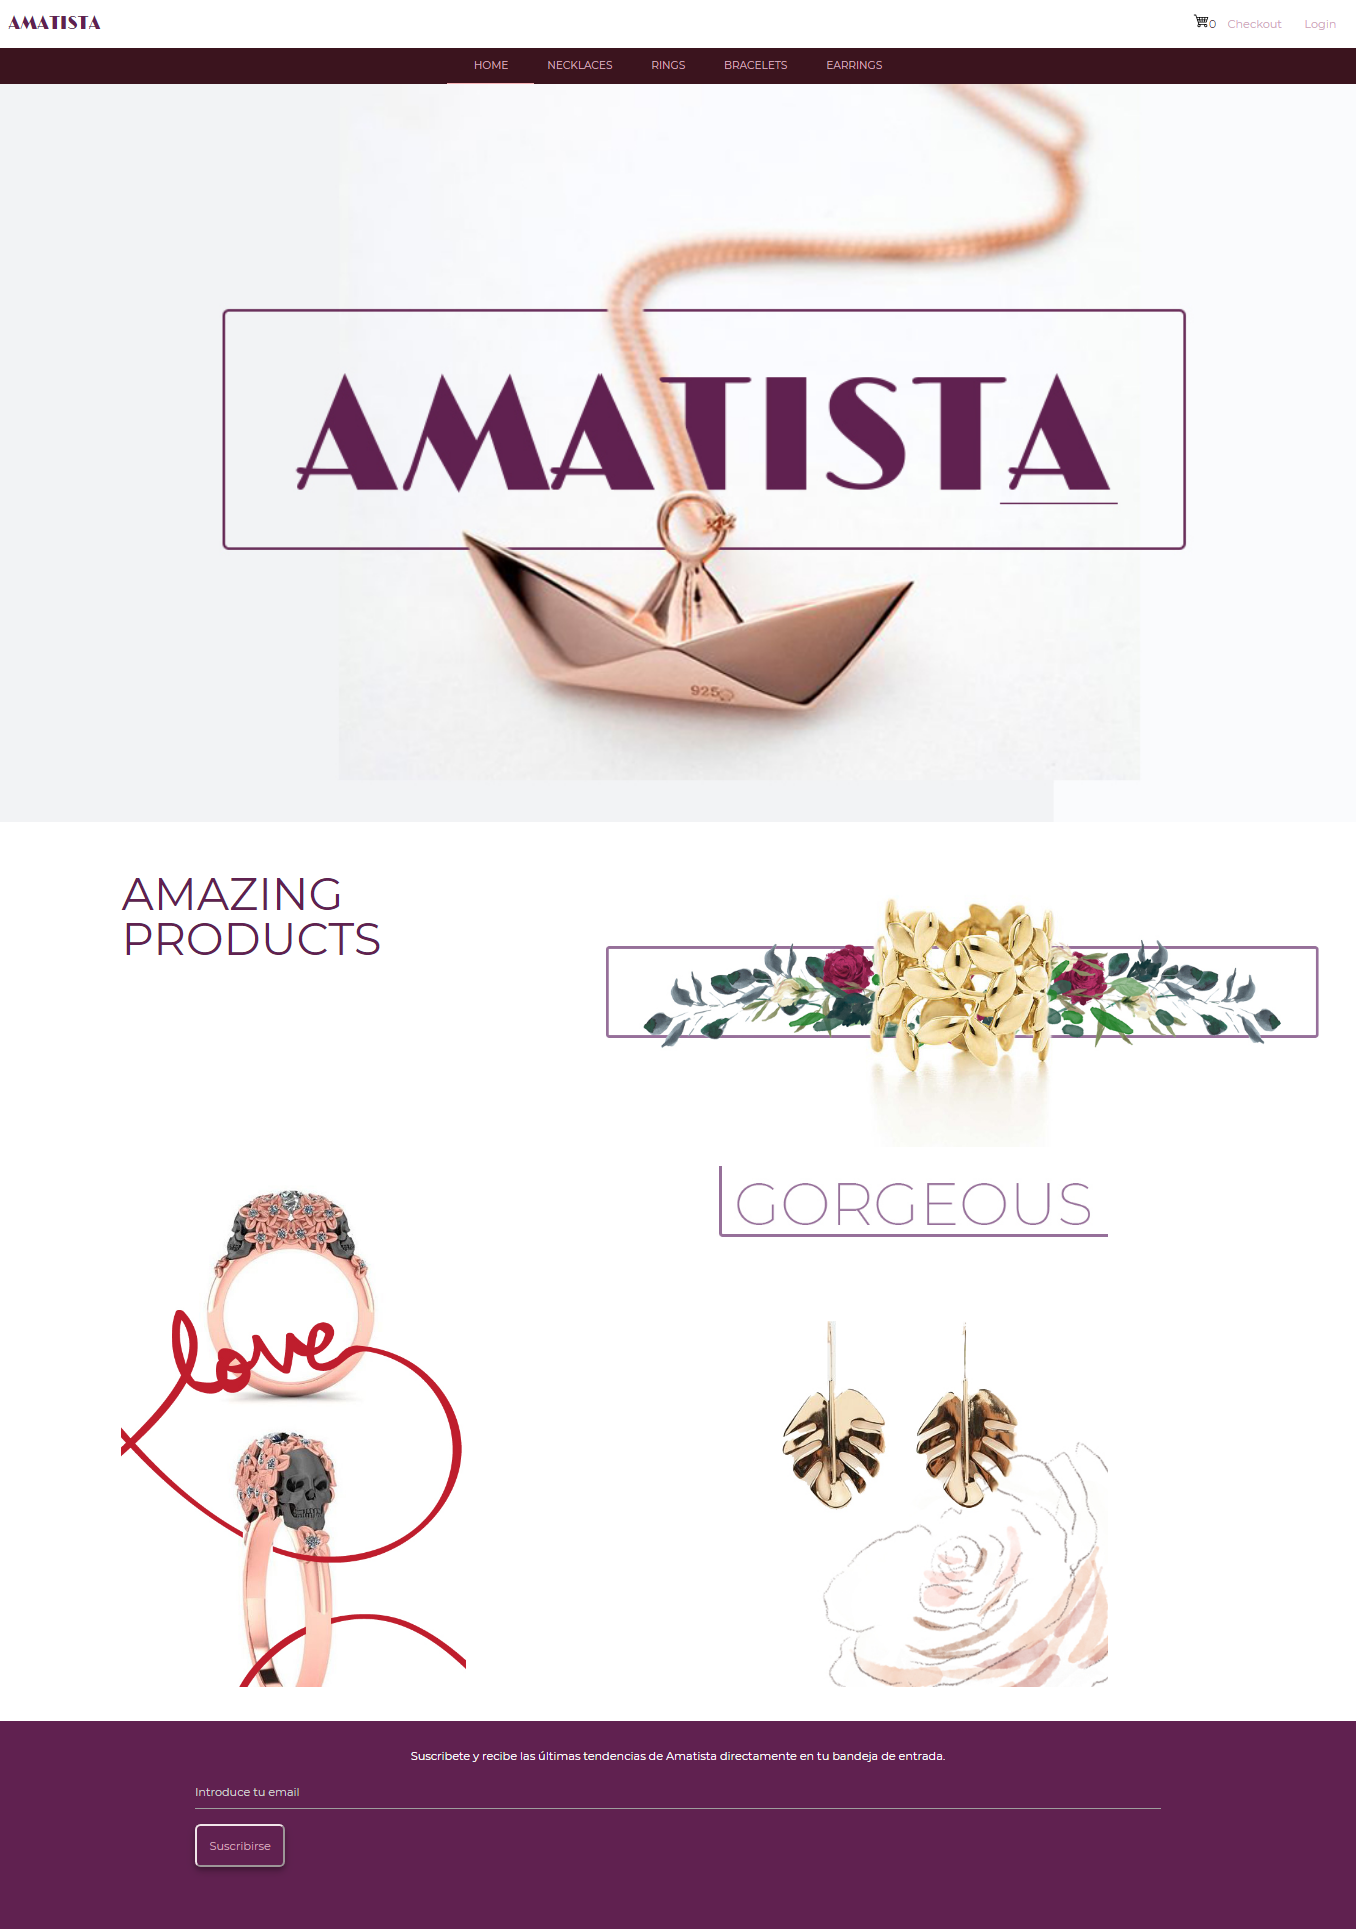 AMATISTA
0 Checkout Login
HOME NECKLACES RINGS BRACELETS EARRINGS
AMATISTA
925
AMAZING
PRODUCTS
GORGEOUS
love
Suscribete y recibe las últimas tendencias de Amatista directamente en tu bandeja de entrada.
Introduce tu email
Suscribirse